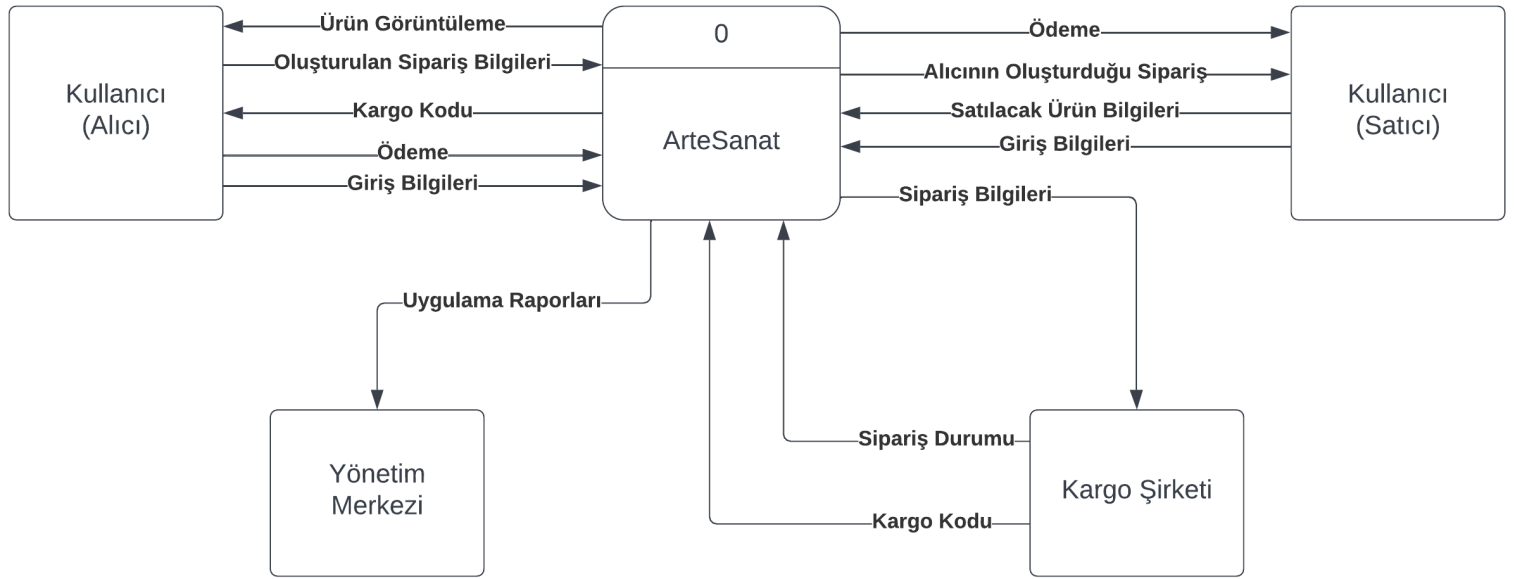 Kullanıcı
(Alıcı)
Ürün Görüntüleme
Oluşturulan Sipariş Bilgileri
Kargo Kodu
Ödeme
Giriş Bilgileri
0
ArteSanat
Ödeme
Alıcının Oluşturduğu Sipariş
Satılacak Ürün Bilgileri
Giriş Bilgileri
Kullanıcı
(Satıcı)
Sipariş Bilgileri
Uygulama Raporları
Yönetim
Merkezi
Sipariş Durumu
Kargo Kodu
Kargo Şirketi